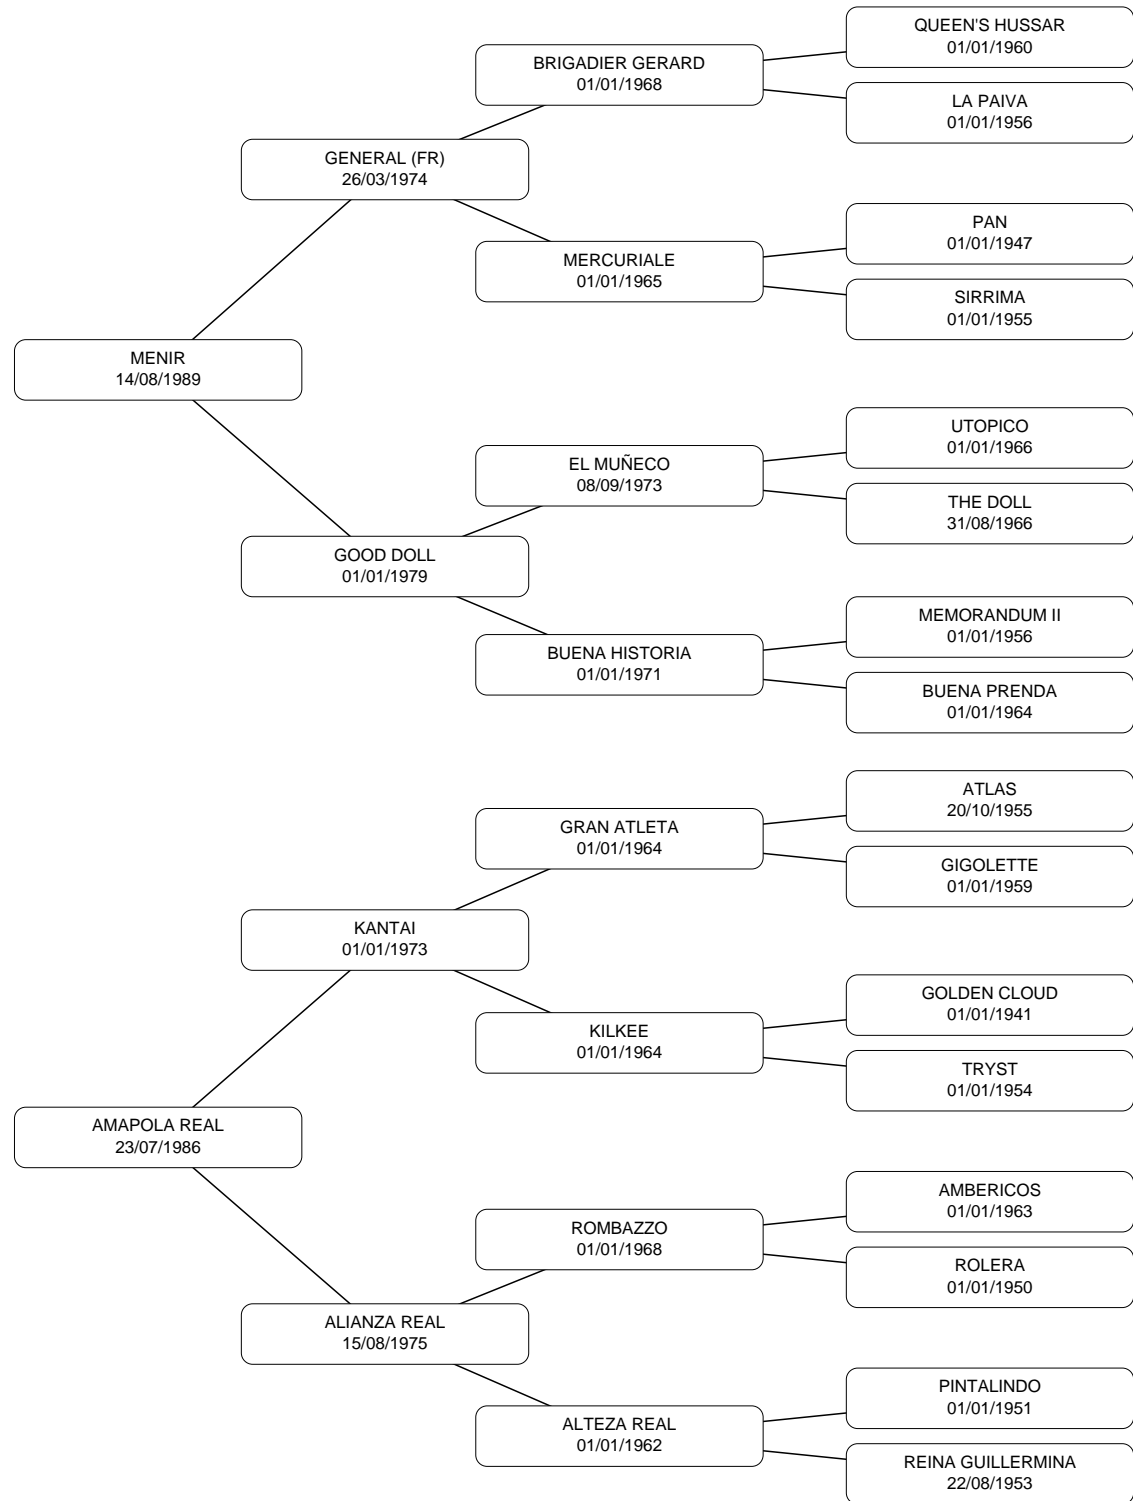 QUEEN'S HUSSAR
01/01/1960
BRIGADIER GERARD
01/01/1968
LA PAIVA
01/01/1956
GENERAL (FR)
26/03/1974
PAN
01/01/1947
MERCURIALE
01/01/1965
SIRRIMA
01/01/1955
MENIR
14/08/1989
UTOPICO
01/01/1966
EL MUÑECO
08/09/1973
THE DOLL
31/08/1966
GOOD DOLL
01/01/1979
MEMORANDUM II
01/01/1956
BUENA HISTORIA
01/01/1971
BUENA PRENDA
01/01/1964
ATLAS
20/10/1955
GRAN ATLETA
01/01/1964
GIGOLETTE
01/01/1959
KANTAI
01/01/1973
GOLDEN CLOUD
01/01/1941
KILKEE
01/01/1964
TRYST
01/01/1954
AMAPOLA REAL
23/07/1986
AMBERICOS
01/01/1963
ROMBAZZO
01/01/1968
ROLERA
01/01/1950
ALIANZA REAL
15/08/1975
PINTALINDO
01/01/1951
ALTEZA REAL
01/01/1962
REINA GUILLERMINA
22/08/1953